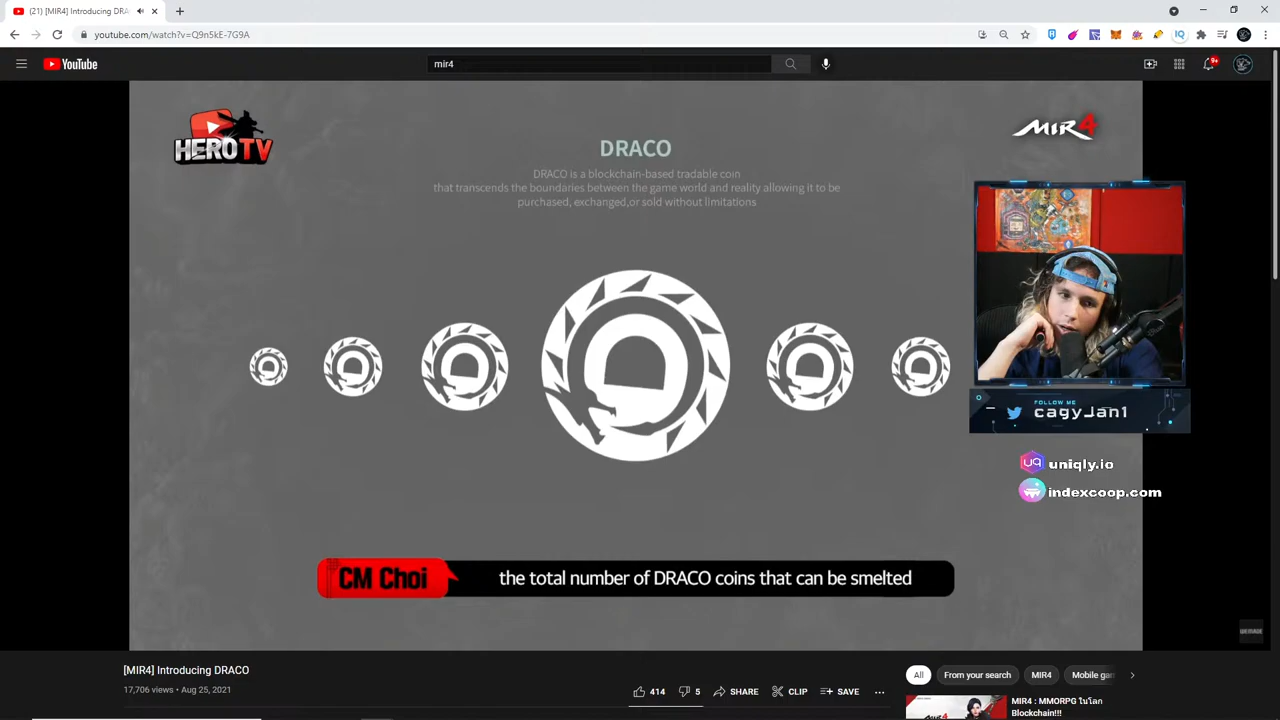 (21) [MIR4] Introducing DRA
youtube.com/watch?v=Q9n5kE-7G9A
YouTube
mir4
9+
HERO TV
MIR4
DRACO
DRACO is a blockchain-based tradable coin
that transcends the boundaries between the game world and reality allowing it to be
purchased, exchanged,or sold without limitations
FOLLOW ME
cagyJan1
uniqly.io
indexcoop.com
CM Choi
the total number of DRACO coins that can be smelted
WEMADE
[MIR4] Introducing DRACO
17,706 views • Aug 25, 2021
414
5
SHARE
CLIP
SAVE
All
From your search
MIR4
Mobile gam
MIR4 : MMORPG ในโลก
Blockchain!!!